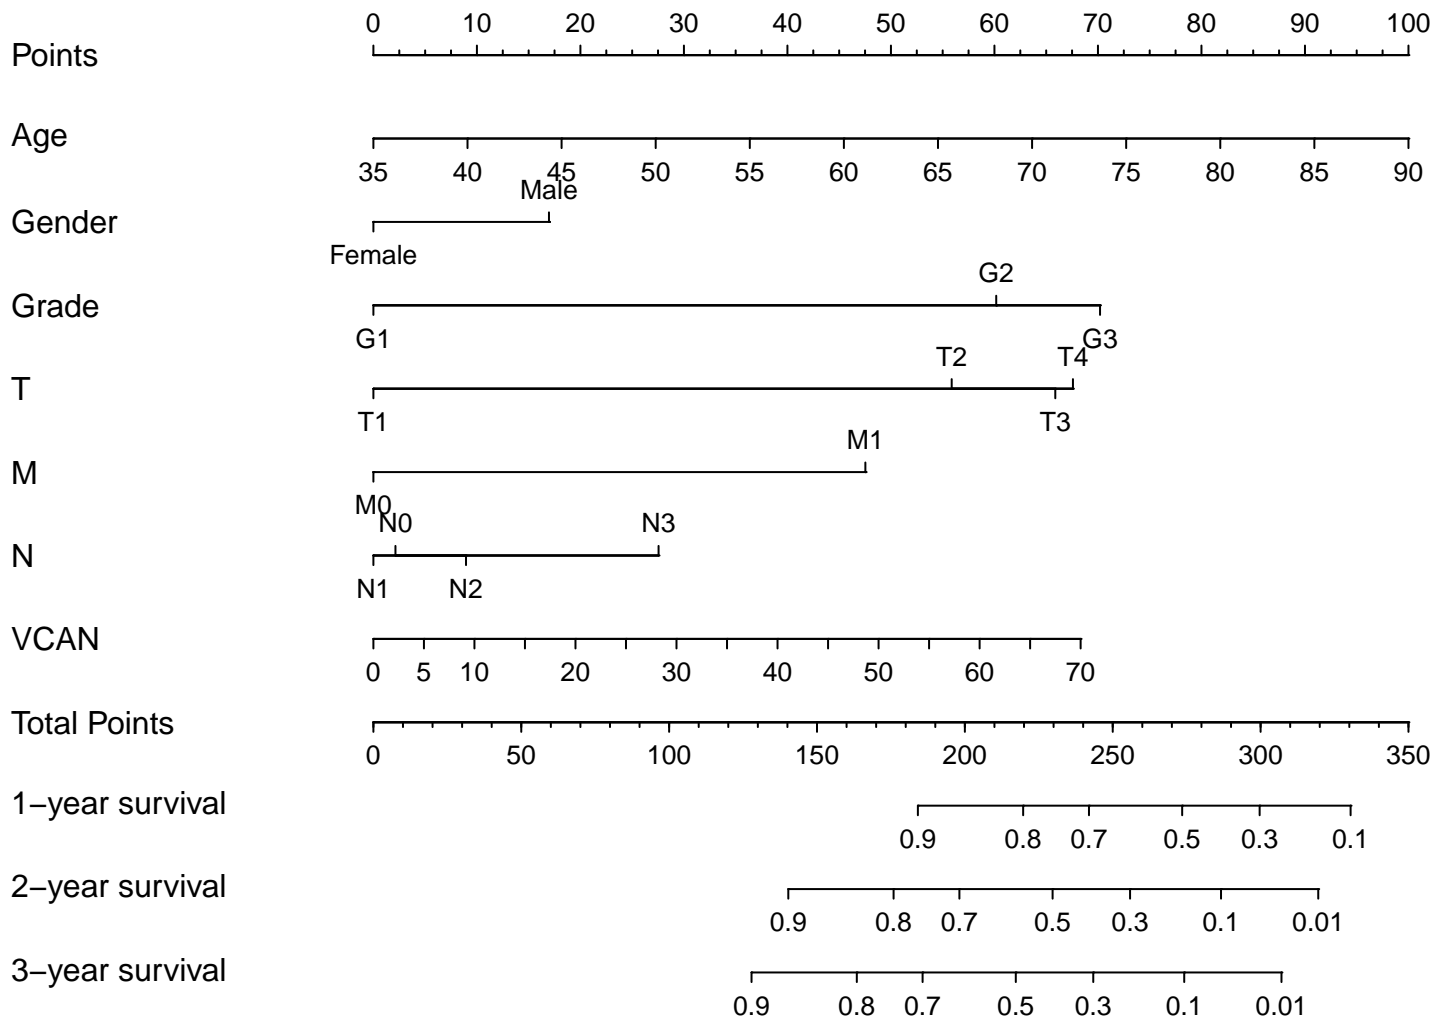 0 10 20 30 40 50 60 70 80 90 100
Points
Age
35 40 45 50 55 60 65 70 75 80 85 90
Male
Gender
Female
G2
Grade
G1 G3
T2 T4
T
T1 T3
M1
M
M0
N0 N3
N
N1 N2
VCAN
0 5 10 20 30 40 50 60 70
Total Points
0 50 100 150 200 250 300 350
1−year survival
0.9 0.8 0.7 0.5 0.3 0.1
2−year survival
0.9 0.8 0.7 0.5 0.3 0.1 0.01
3−year survival
0.9 0.8 0.7 0.5 0.3 0.1 0.01